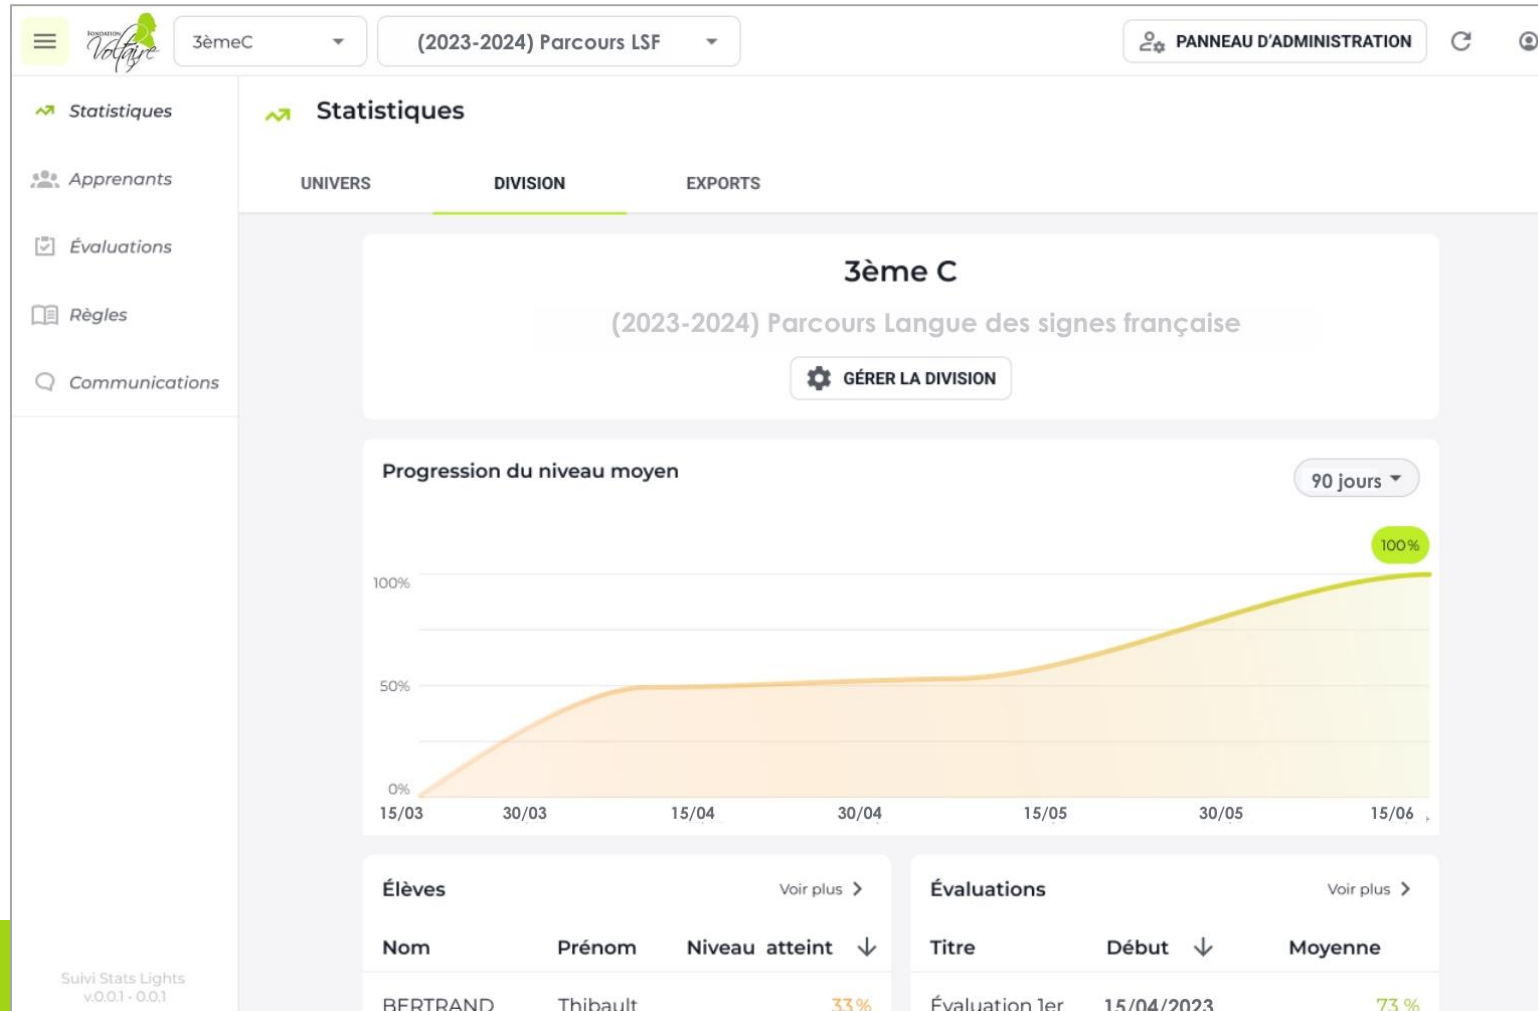 FONDATION
Voltaire
3èmeC
(2023-2024) Parcours LSF
PANNEAU D'ADMINISTRATION
Statistiques
Apprenants
Évaluations
Règles
Communications
Suivi Stats Lights
v.0.0.1 - 0.0.1
Statistiques
UNIVERS DIVISION EXPORTS
3ème C
(2023-2024) Parcours Langue des signes française
GÉRER LA DIVISION
Progression du niveau moyen
90 jours
100%
100%
50%
0%
15/03 30/03 15/04 30/04 15/05 30/05 15/06
Élèves Voir plus
Nom Prénom Niveau atteint
BERTRAND Thibault 33 %
Évaluations Voir plus
Titre Début Moyenne
Évaluation 1er 15/04/2023 73 %